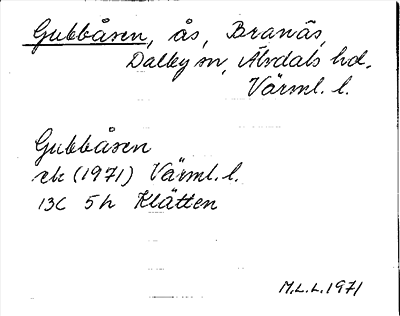 Gubbåsen, ås, Branäs,
Dalby sn, Älvdals hd.
Värml. l.
Gubbåsen
ek (1971) Värml. l.
13C 5h Klätten
M.L.L. 1971